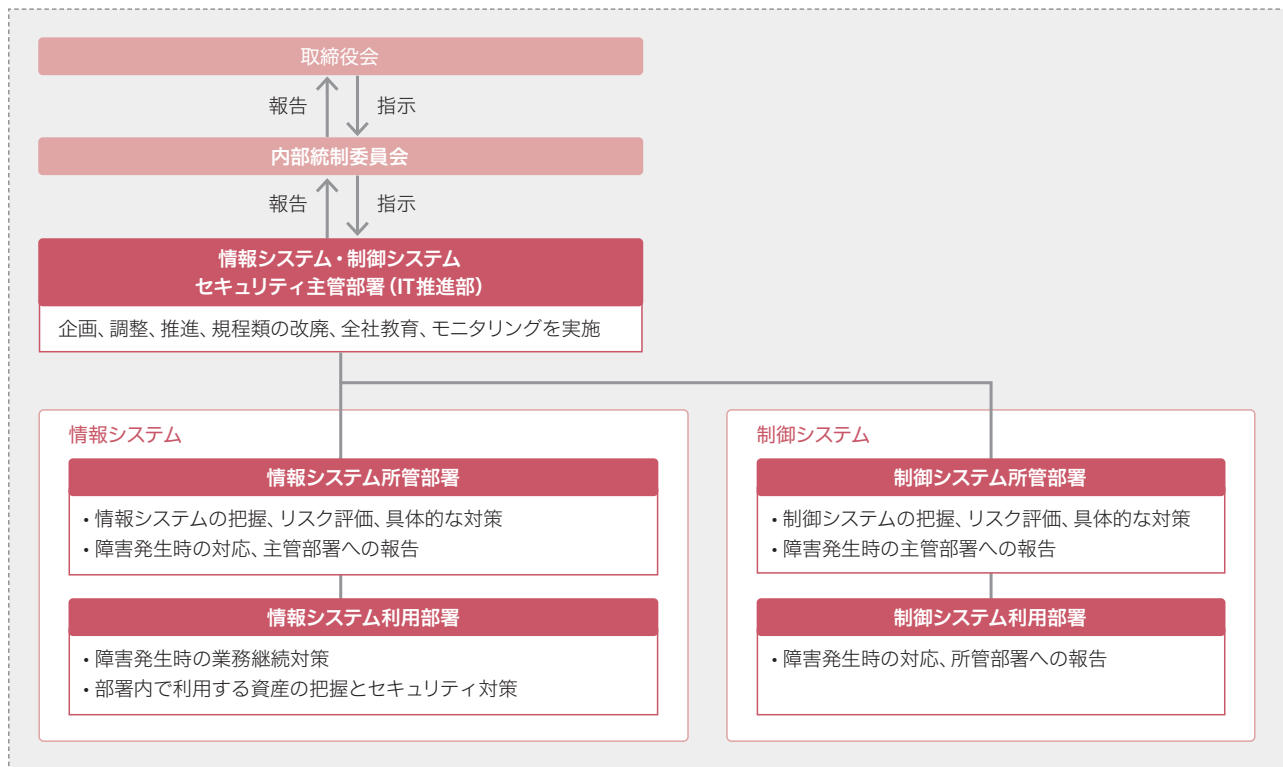 取締役会
報告
指示
内部統制委員会
報告
指示
情報システム・制御システム
セキュリティ主管部署（IT推進部）
企画、調整、推進、規程類の改廃、全社教育、モニタリングを実施
情報システム
情報システム所管部署
・情報システムの把握、リスク評価、具体的な対策
・障害発生時の対応、主管部署への報告
情報システム利用部署
・障害発生時の業務継続対策
・部署内で利用する資産の把握とセキュリティ対策
制御システム
制御システム所管部署
・制御システムの把握、リスク評価、具体的な対策
・障害発生時の主管部署への報告
制御システム利用部署
・障害発生時の対応、所管部署への報告